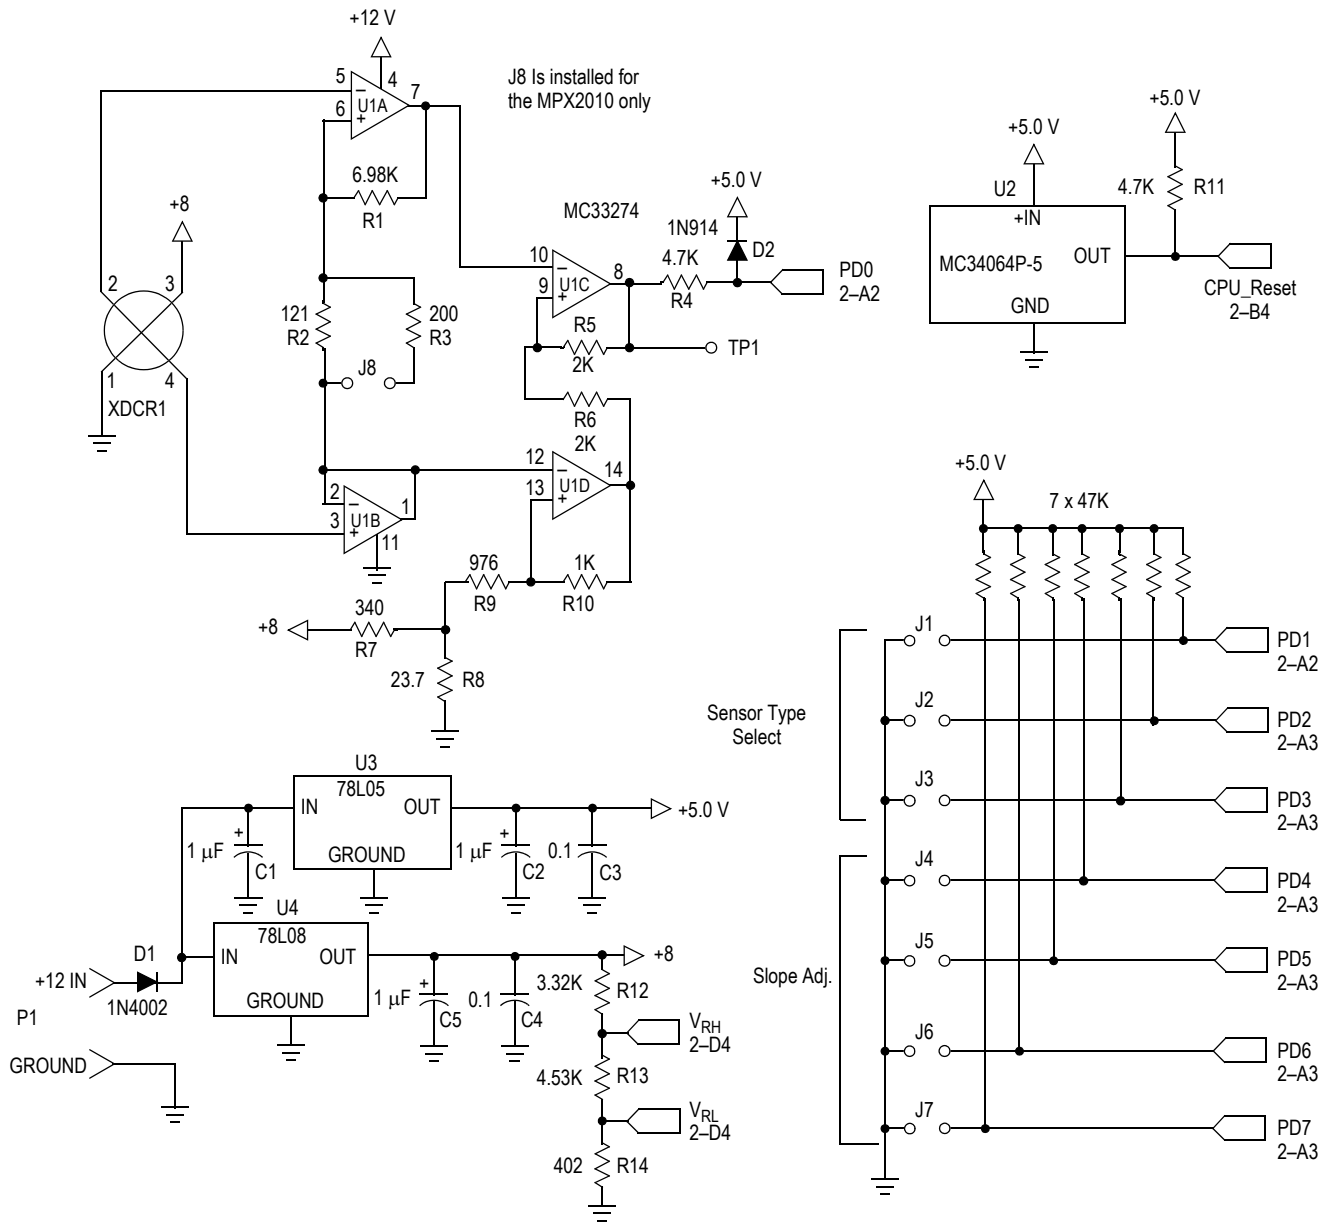 +12 V
J8 Is installed for
the MPX2010 only
5
4
7
U1A
6
−
+
6.98K
R1
+8
2
3
1
4
XDCR1
121
R2
200
R3
J8
MC33274
10
−
8
U1C
9
+
+5.0 V
1N914
D2
4.7K
R4
PD0
2–A2
R5
2K
TP1
R6
2K
12
−
14
U1D
13
+
2
−
1
U1B
3
+
11
976
R9
1K
R10
+8
340
R7
23.7
R8
+5.0 V
U2
+IN
MC34064P-5
OUT
GND
+5.0 V
4.7K
R11
CPU_Reset
2–B4
+5.0 V
7 x 47K
Sensor Type
Select
Slope Adj.
J1
PD1
2–A2
J2
PD2
2–A3
J3
PD3
2–A3
J4
PD4
2–A3
J5
PD5
2–A3
J6
PD6
2–A3
J7
PD7
2–A3
U3
78L05
IN
OUT
GROUND
+5.0 V
+
1 μF
C1
+
1 μF
C2
0.1
C3
U4
78L08
IN
OUT
GROUND
+8
D1
+12 IN
1N4002
P1
GROUND
+
1 μF
C5
0.1
C4
3.32K
R12
VRH
2–D4
4.53K
R13
VRL
2–D4
402
R14